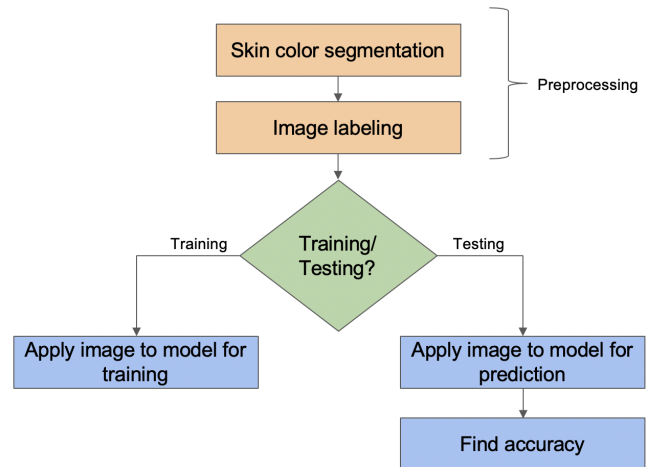 Skin color segmentation
Preprocessing
Image labeling
Training/
Testing?
Training
Testing
Apply image to model for
training
Apply image to model for
prediction
Find accuracy